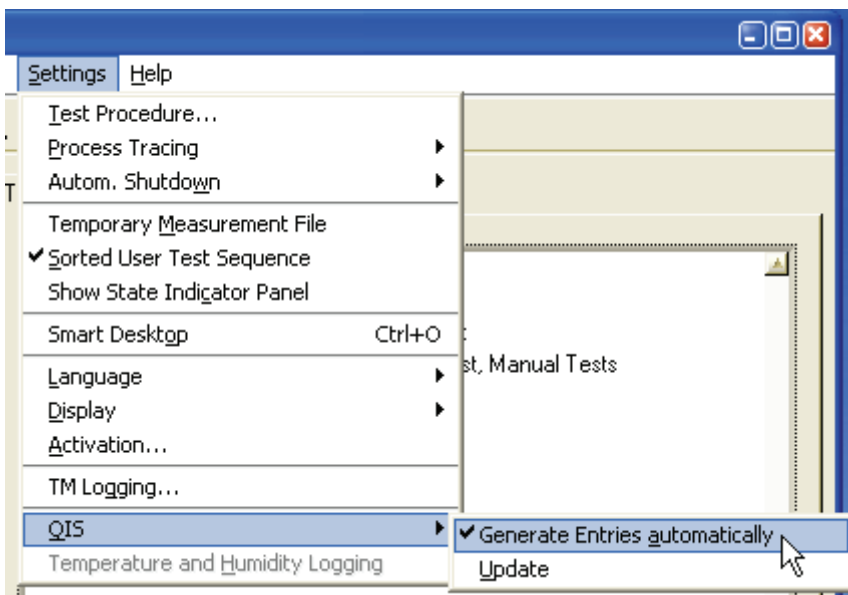 Settings Help
Test Procedure...
Process Tracing
Autom. Shutdown
T
Temporary Measurement File
Sorted User Test Sequence
Show State Indicator Panel
Smart Desktop Ctrl+O
st, Manual Tests
Language
Display
Activation...
TM Logging...
QIS
Generate Entries automatically
Temperature and Humidity Logging
Update